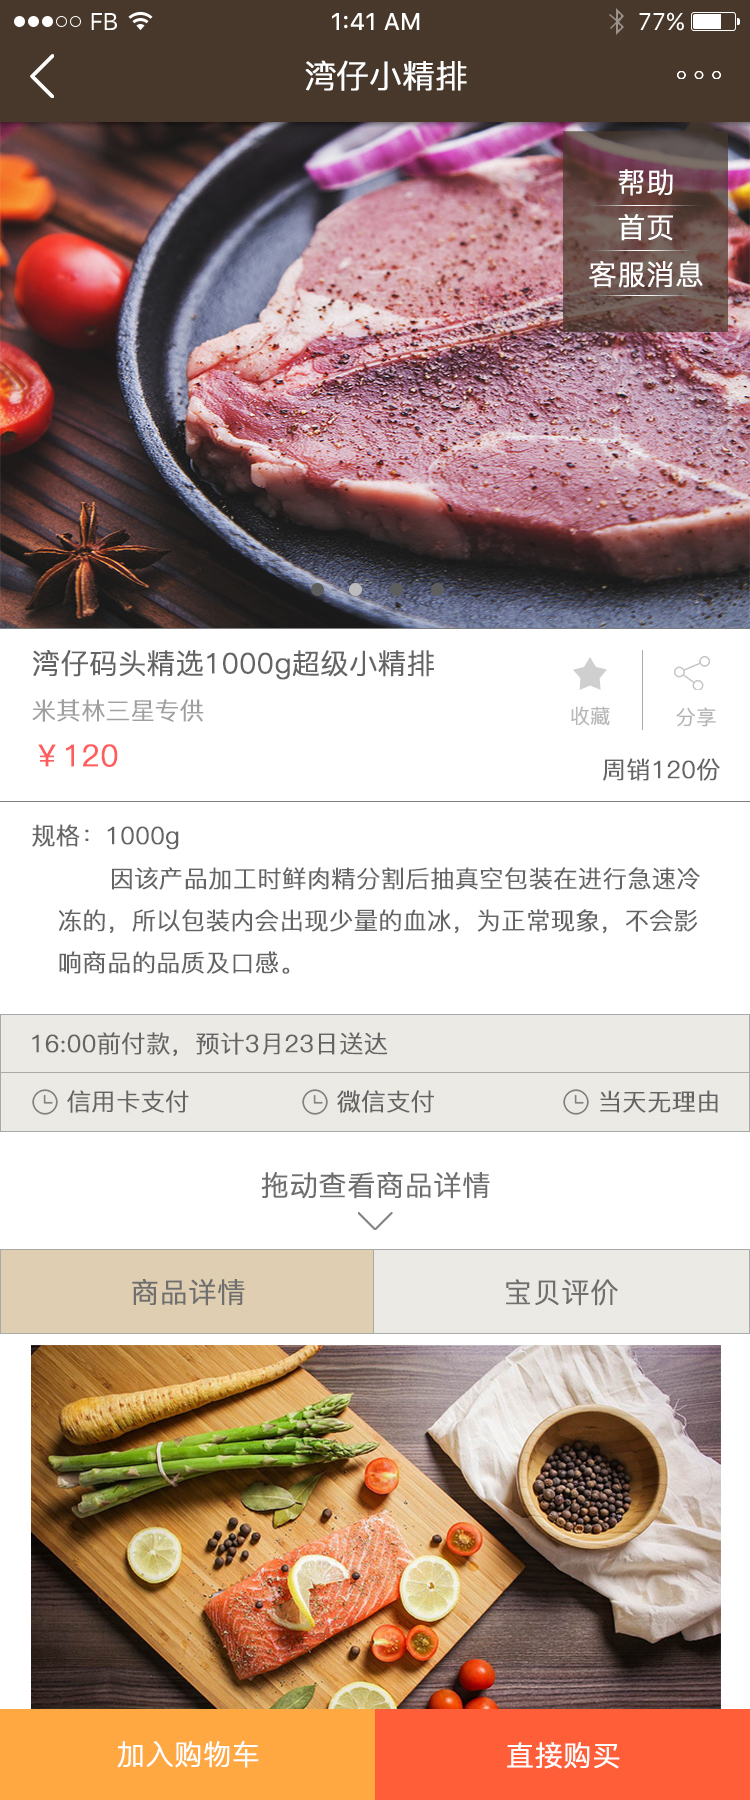 FB 1:41 AM 77%
湾仔小精排
帮助
首页
客服消息
湾仔码头精选1000g超级小精排
米其林三星专供
收藏
分享
¥120
周销120份
规格：1000g
因该产品加工时鲜肉精分割后抽真空包装在进行急速冷
冻的，所以包装内会出现少量的血冰，为正常现象，不会影
响商品的品质及口感。
16:00前付款，预计3月23日送达
信用卡支付
微信支付
当天无理由
拖动查看商品详情
商品详情
宝贝评价
加入购物车
直接购买